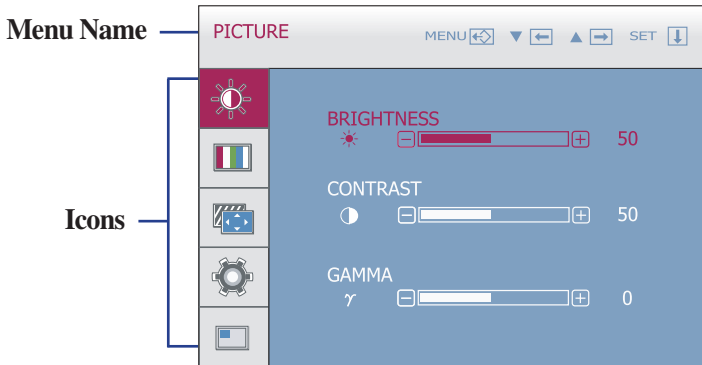 Menu Name
PICTURE MENU SET
BRIGHTNESS
50
CONTRAST
50
Icons
GAMMA
γ 0